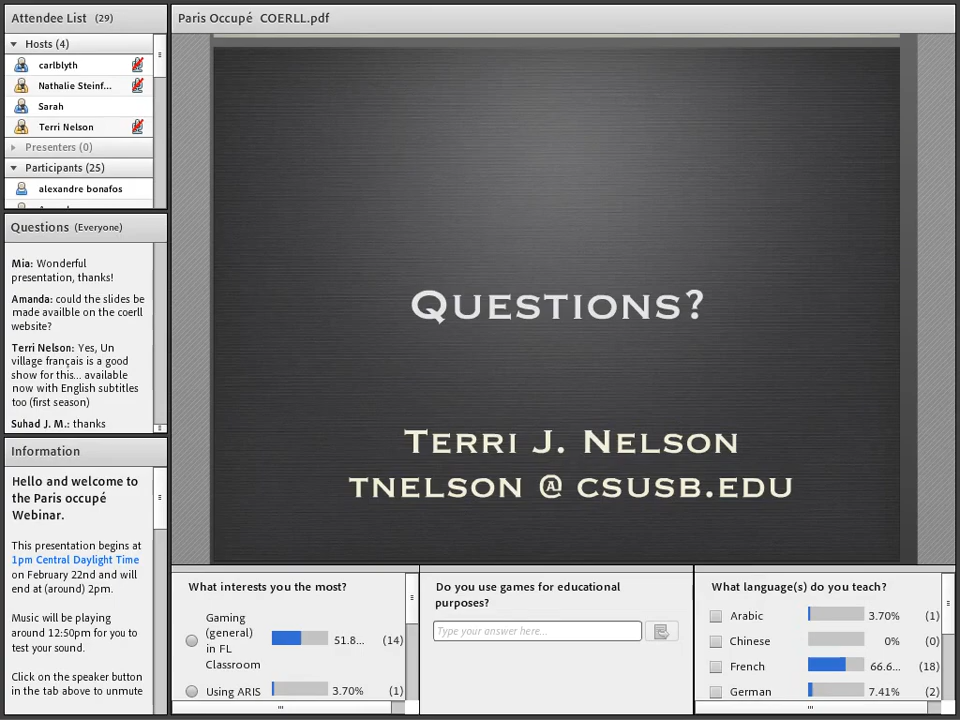 Attendee List (29)
Hosts (4)
carlblyth
Nathalie Steinf...
Sarah
Terri Nelson
Presenters (0)
Participants (25)
alexandre bonafos
Questions (Everyone)
Mia: Wonderful
presentation, thanks!
Amanda: could the slides be
made availble on the coerll
website?
Terri Nelson: Yes, Un
village français is a good
show for this... available
now with English subtitles
too (first season)
Suhad J. M.: thanks
Information
Hello and welcome to
the Paris occupé
Webinar.
This presentation begins at
1pm Central Daylight Time
on February 22nd and will
end at (around) 2pm.
Music will be playing
around 12:50pm for you to
test your sound.
Click on the speaker button
in the tab above to unmute
Paris Occupé COERLL.pdf
Questions?
Terri J. Nelson
tnelson @ csusb.edu
What interests you the most?
Gaming
(general)
in FL
Classroom
51.8... (14)
Using ARIS 3.70% (1)
Do you use games for educational
purposes?
Type your answer here...
What language(s) do you teach?
Arabic 3.70% (1)
Chinese 0% (0)
French 66.6... (18)
German 7.41% (2)